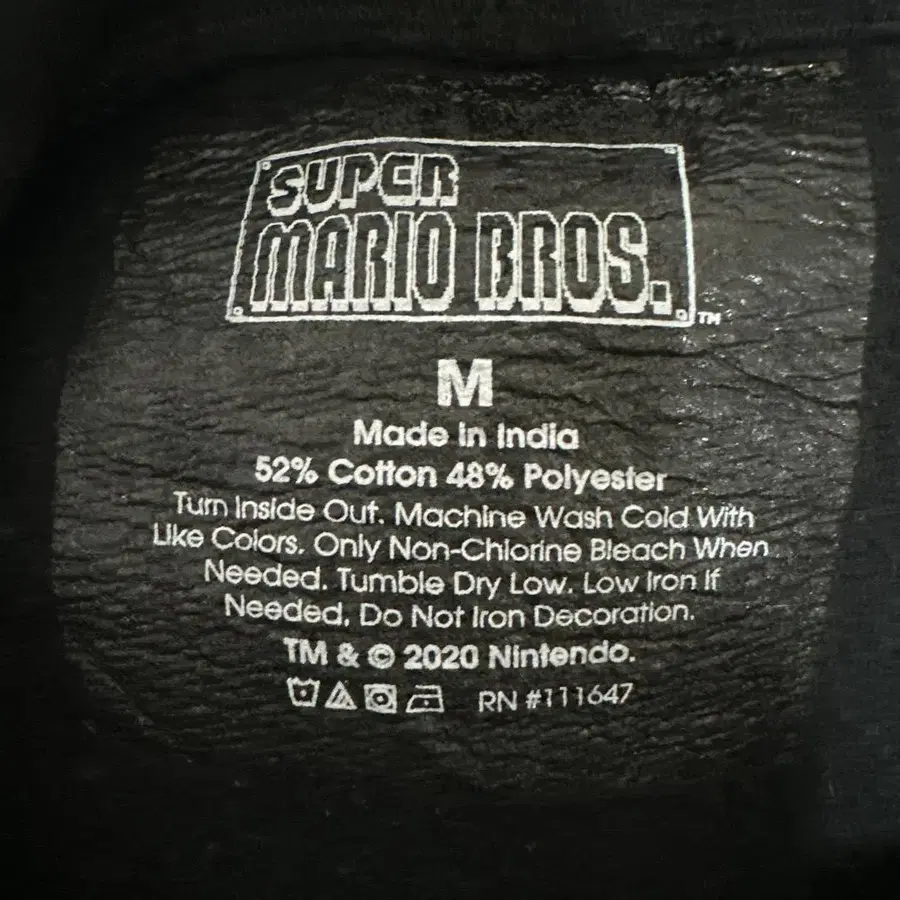 SUPER
MARIO BROS.™
M
Made in India
52% Cotton 48% Polyester
Turn Inside Out. Machine Wash Cold With
Like Colors. Only Non-Chlorine Bleach When
Needed. Tumble Dry Low. Low Iron If
Needed, Do Not Iron Decoration.
TM & © 2020 Nintendo.
RN #111647